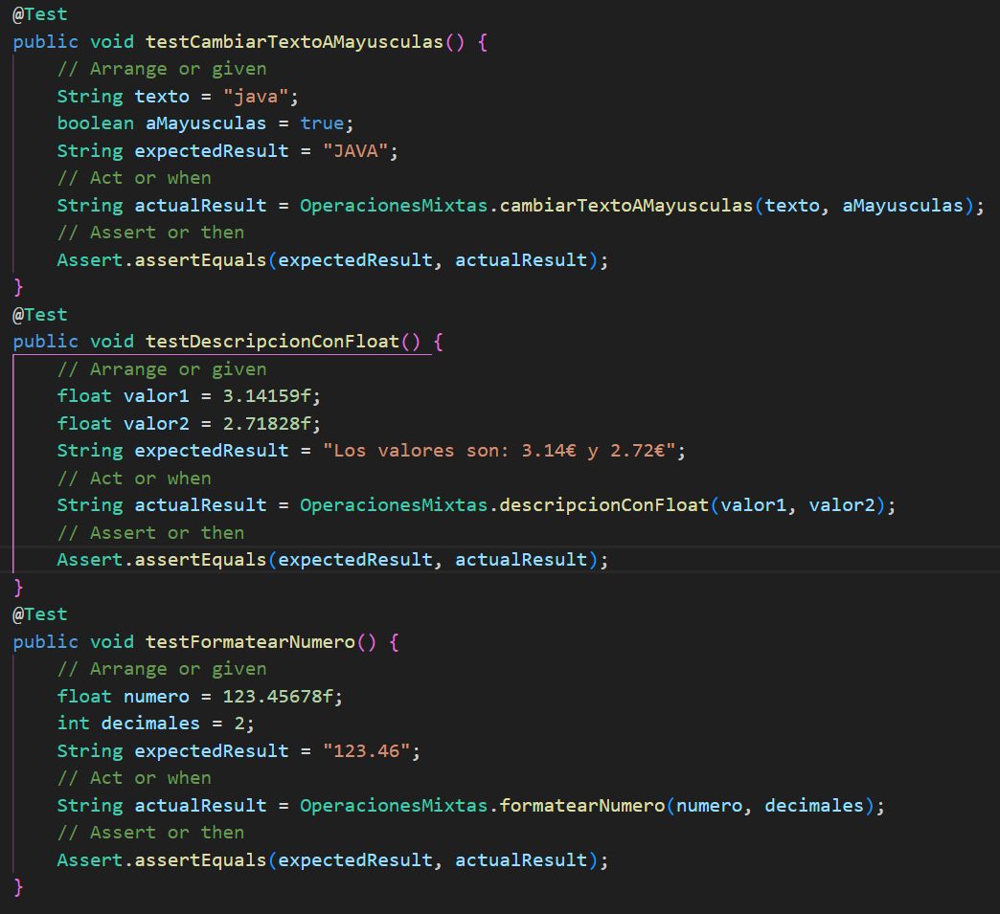 @Test
public void testCambiarTextoAMayusculas() {
    // Arrange or given
    String texto = "java";
    boolean aMayusculas = true;
    String expectedResult = "JAVA";
    // Act or when
    String actualResult = OperacionesMixtas.cambiarTextoAMayusculas(texto, aMayusculas);
    // Assert or then
    Assert.assertEquals(expectedResult, actualResult);
}
@Test
public void testDescripcionConFloat() {
    // Arrange or given
    float valor1 = 3.14159f;
    float valor2 = 2.71828f;
    String expectedResult = "Los valores son: 3.14€ y 2.72€";
    // Act or when
    String actualResult = OperacionesMixtas.descripcionConFloat(valor1, valor2);
    // Assert or then
    Assert.assertEquals(expectedResult, actualResult);
}
@Test
public void testFormatearNumero() {
    // Arrange or given
    float numero = 123.45678f;
    int decimales = 2;
    String expectedResult = "123.46";
    // Act or when
    String actualResult = OperacionesMixtas.formatearNumero(numero, decimales);
    // Assert or then
    Assert.assertEquals(expectedResult, actualResult);
}